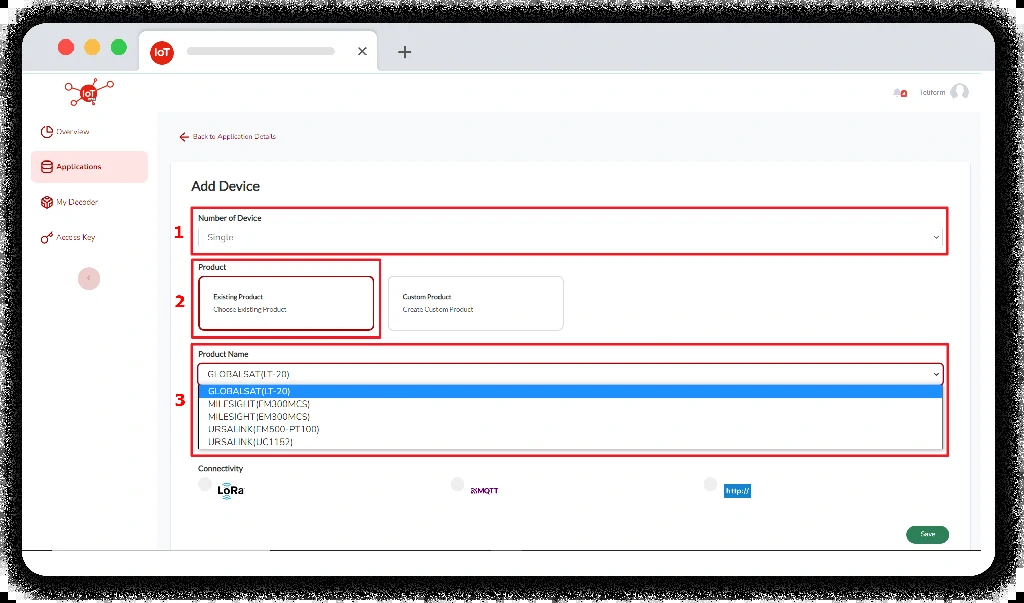 IoT
IoT
4
Teliform
Overview
Applications
My Decoder
Access Key
Back to Application Details
Add Device
1
Number of Device
Single
2
Product
Existing Product
Choose Existing Product
Custom Product
Create Custom Product
3
Product Name
GLOBALSAT(LT-20)
GLOBALSAT(LT-20)
MILESIGHT(EM300MCS)
MILESIGHT(EM300MCS)
URSALINK(EM500-PT100)
URSALINK(UC1152)
Connectivity
LoRa
MQTT
http://
Save